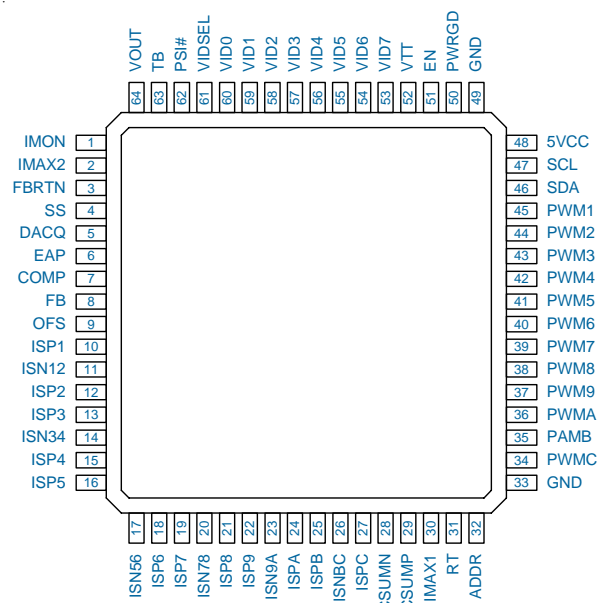 VOUT TB PSI# VIDSEL VID0 VID1 VID2 VID3 VID4 VID5 VID6 VID7 VTT EN PWRGD GND
64 63 62 61 60 59 58 57 56 55 54 53 52 51 50 49
IMON 1 48 5VCC
IMAX2 2 47 SCL
FBRTN 3 46 SDA
SS 4 45 PWM1
DACQ 5 44 PWM2
EAP 6 43 PWM3
COMP 7 42 PWM4
FB 8 41 PWM5
OFS 9 40 PWM6
ISP1 10 39 PWM7
ISN12 11 38 PWM8
ISP2 12 37 PWM9
ISP3 13 36 PWMA
ISN34 14 35 PAMB
ISP4 15 34 PWMC
ISP5 16 33 GND
17 18 19 20 21 22 23 24 25 26 27 28 29 30 31 32
ISN56 ISP6 ISP7 ISN78 ISP8 ISP9 ISN9A ISPA ISPB ISNBC ISPC CSUMN CSUMP IMAX1 RT ADDR